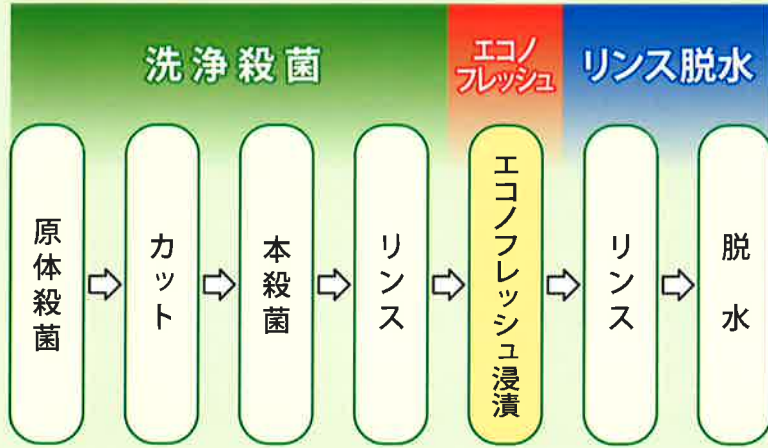 洗浄殺菌
エコノ
フレッシュ
リンス脱水
原体殺菌
カット
本殺菌
リンス
エコノフレッシュ浸漬
リンス
脱水